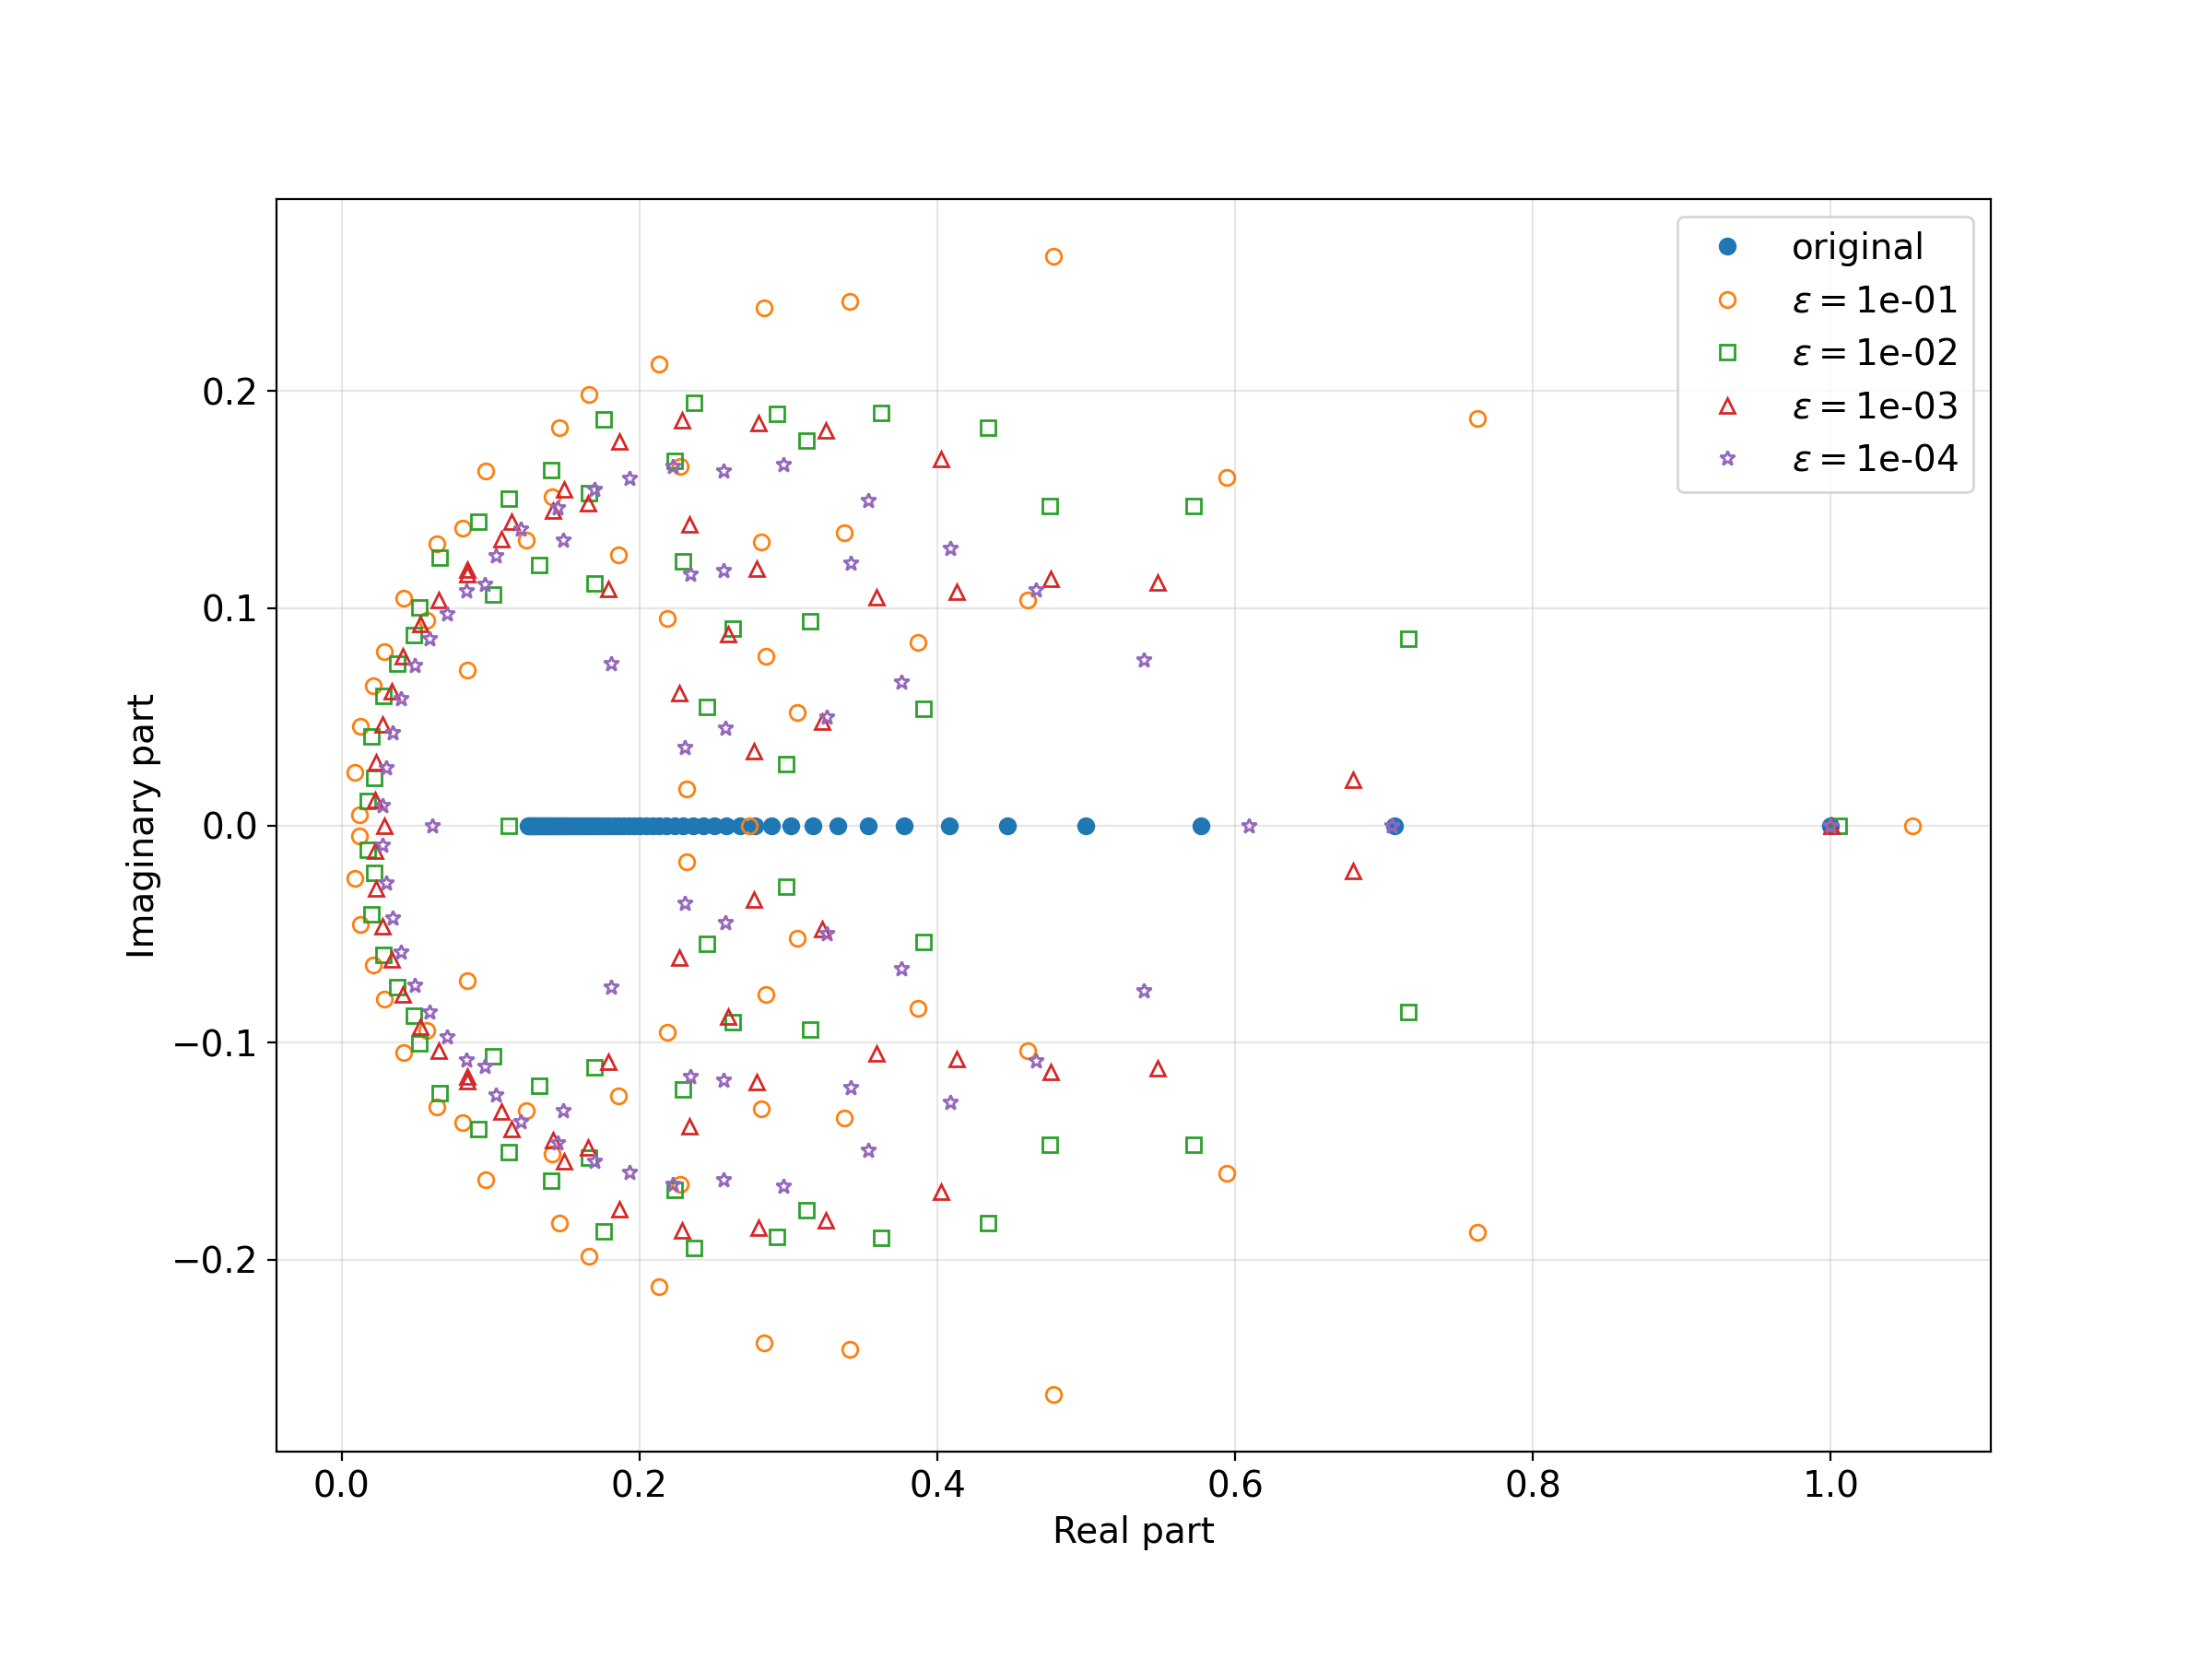 original
ε = 1e-01
ε = 1e-02
ε = 1e-03
ε = 1e-04
0.2
0.1
0.0
−0.1
−0.2
Imaginary part
0.0 0.2 0.4 0.6 0.8 1.0
Real part